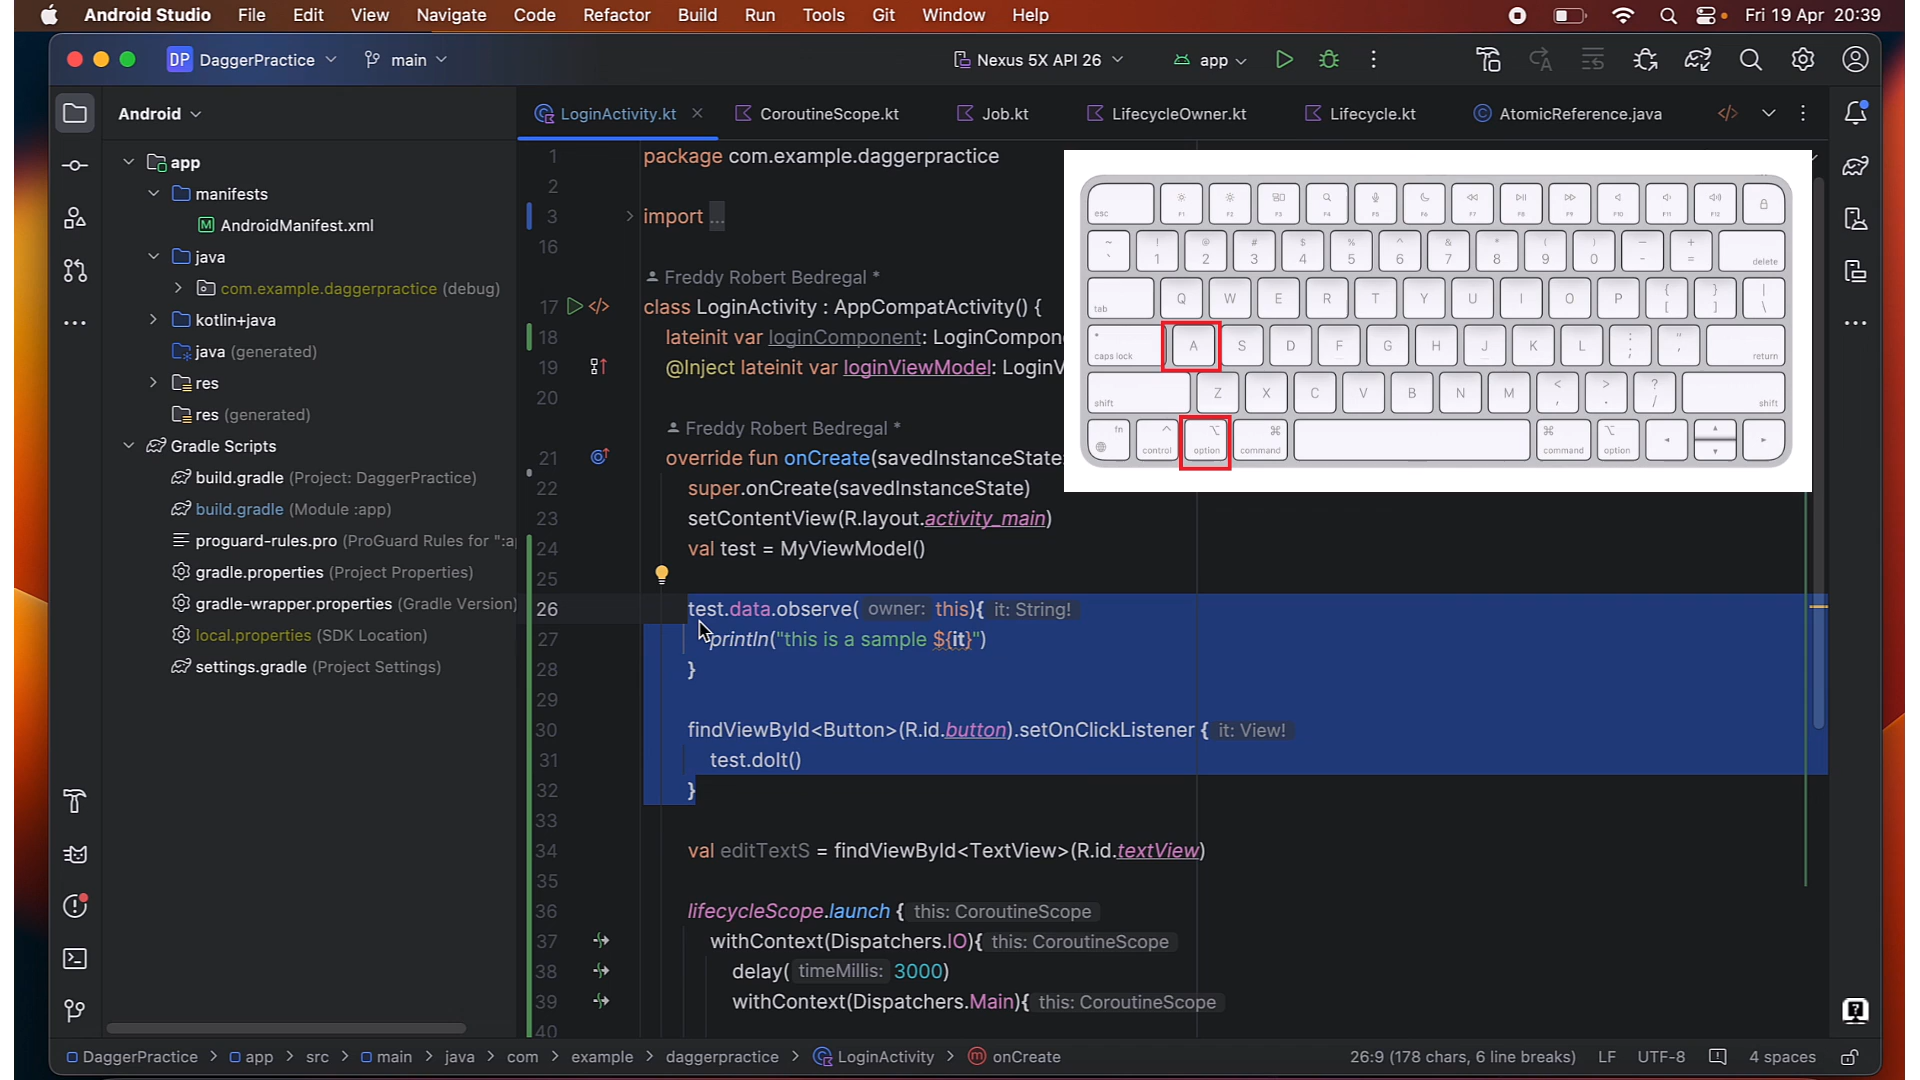 Android Studio File Edit View Navigate Code Refactor Build Run Tools Git Window Help Fri 19 Apr 20:39
DP DaggerPractice main Nexus 5X API 26 app
Android
LoginActivity.kt CoroutineScope.kt Job.kt LifecycleOwner.kt Lifecycle.kt AtomicReference.java
app
manifests
AndroidManifest.xml
java
com.example.daggerpractice (debug)
kotlin+java
java (generated)
res
res (generated)
Gradle Scripts
build.gradle (Project: DaggerPractice)
build.gradle (Module :app)
proguard-rules.pro (ProGuard Rules for ":a
gradle.properties (Project Properties)
gradle-wrapper.properties (Gradle Version)
local.properties (SDK Location)
settings.gradle (Project Settings)
1 package com.example.daggerpractice
2
3 import ...
16
Freddy Robert Bedregal *
17 class LoginActivity : AppCompatActivity() {
18 lateinit var loginComponent: LoginCompon
19 @Inject lateinit var loginViewModel: LoginV
20
Freddy Robert Bedregal *
21 override fun onCreate(savedInstanceState:
22 super.onCreate(savedInstanceState)
23 setContentView(R.layout.activity_main)
24 val test = MyViewModel()
25
26 test.data.observe( owner: this){ it: String!
27 println("this is a sample ${it}")
28 }
29
30 findViewById<Button>(R.id.button).setOnClickListener { it: View!
31 test.doIt()
32 }
33
34 val editTextS = findViewById<TextView>(R.id.textView)
35
36 lifecycleScope.launch { this: CoroutineScope
37 withContext(Dispatchers.IO){ this: CoroutineScope
38 delay( timeMillis: 3000)
39 withContext(Dispatchers.Main){ this: CoroutineScope
40
esc F1 F2 F3 F4 F5 F6 F7 F8 F9 F10 F11 F12
~ ! @ # $ % ^ & * ( ) – +
` 1 2 3 4 5 6 7 8 9 0 - = delete
tab Q W E R T Y U I O P { [ } ] | \
caps lock A S D F G H J K L : ; " ' return
shift Z X C V B N M < , > . ? / shift
fn control option command command option
DaggerPractice > app > src > main > java > com > example > daggerpractice > LoginActivity > onCreate 26:9 (178 chars, 6 line breaks) LF UTF-8 4 spaces